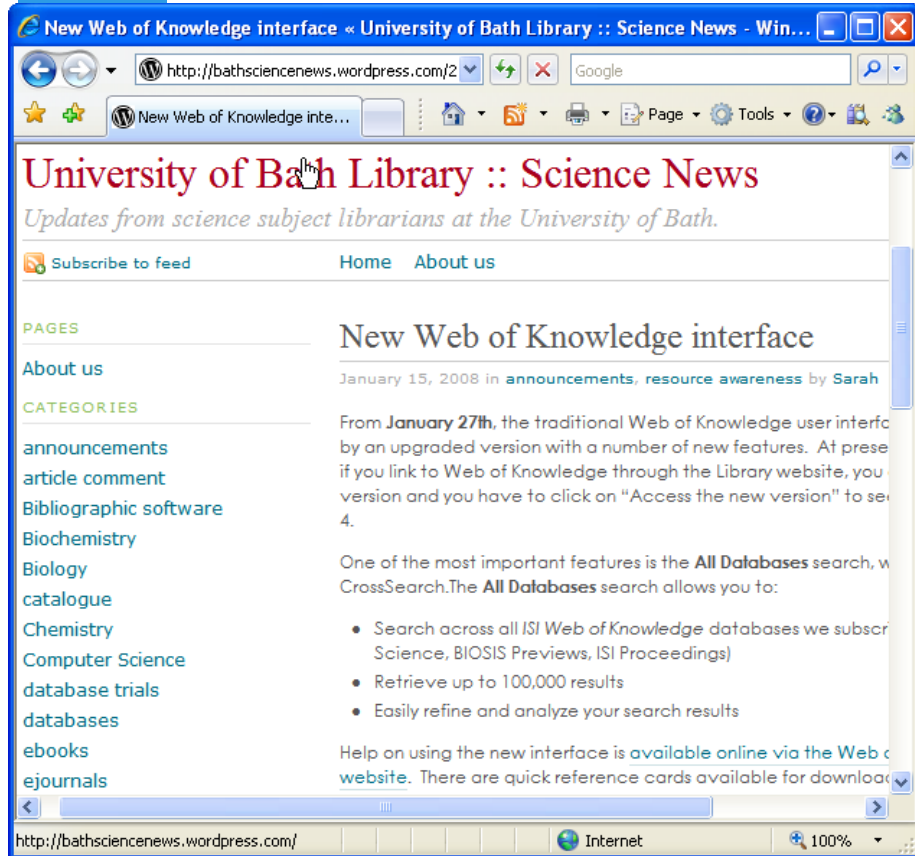 New Web of Knowledge interface « University of Bath Library :: Science News - Win...
http://bathsciencenews.wordpress.com/2
Google
New Web of Knowledge inte...
Page
Tools
University of Bath Library :: Science News
Updates from science subject librarians at the University of Bath.
Subscribe to feed
Home About us
PAGES
About us
CATEGORIES
announcements
article comment
Bibliographic software
Biochemistry
Biology
catalogue
Chemistry
Computer Science
database trials
databases
ebooks
ejournals
New Web of Knowledge interface
January 15, 2008 in announcements, resource awareness by Sarah
From January 27th, the traditional Web of Knowledge user interfc
by an upgraded version with a number of new features. At prese
if you link to Web of Knowledge through the Library website, you
version and you have to click on “Access the new version” to see
4.
One of the most important features is the All Databases search, w
CrossSearch.The All Databases search allows you to:
• Search across all ISI Web of Knowledge databases we subscri
Science, BIOSIS Previews, ISI Proceedings)
• Retrieve up to 100,000 results
• Easily refine and analyze your search results
Help on using the new interface is available online via the Web o
website. There are quick reference cards available for download
http://bathsciencenews.wordpress.com/
Internet
100%